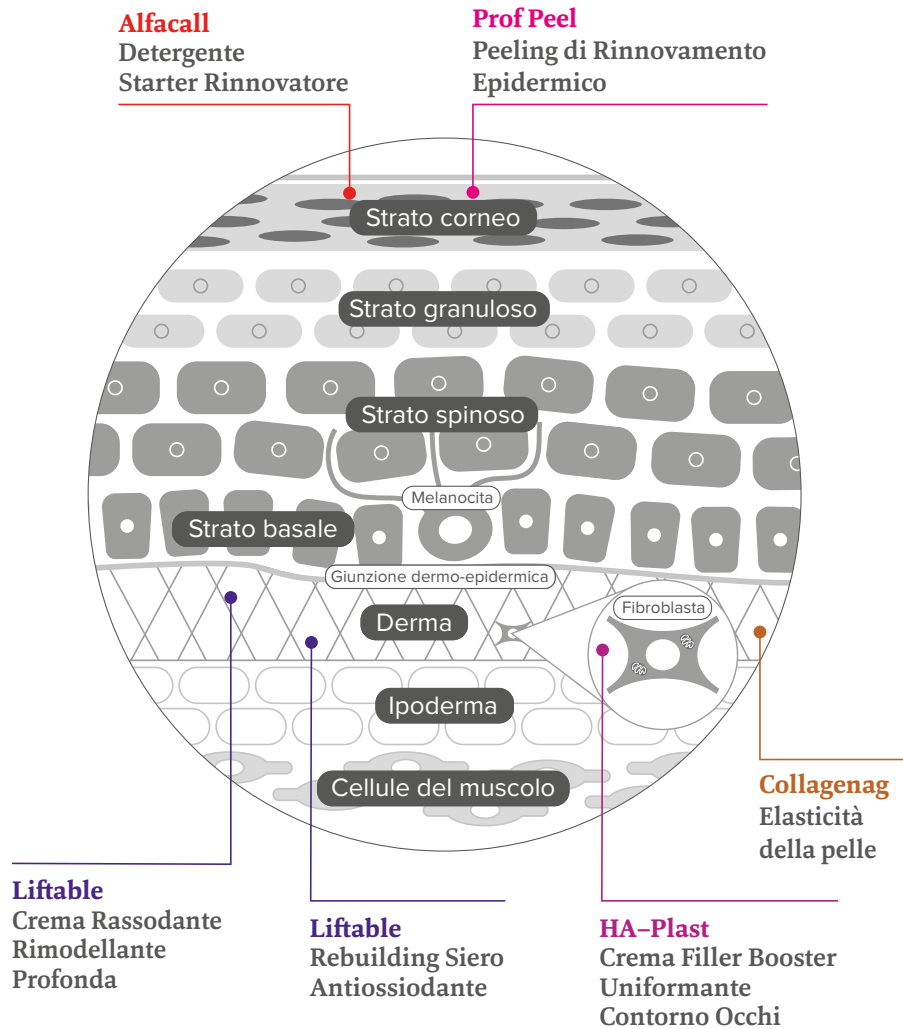 Alfacall
Detergente
Starter Rinnovatore
Prof Peel
Peeling di Rinnovamento
Epidermico
Strato corneo
Strato granuloso
Strato spinoso
Melanocita
Strato basale
Giunzione dermo-epidermica
Fibroblasta
Derma
Ipoderma
Cellule del muscolo
Collagenag
Elasticità
della pelle
Liftable
Crema Rassodante
Rimodellante
Profonda
Liftable
Rebuilding Siero
Antiossiodante
HA–Plast
Crema Filler Booster
Uniformante
Contorno Occhi